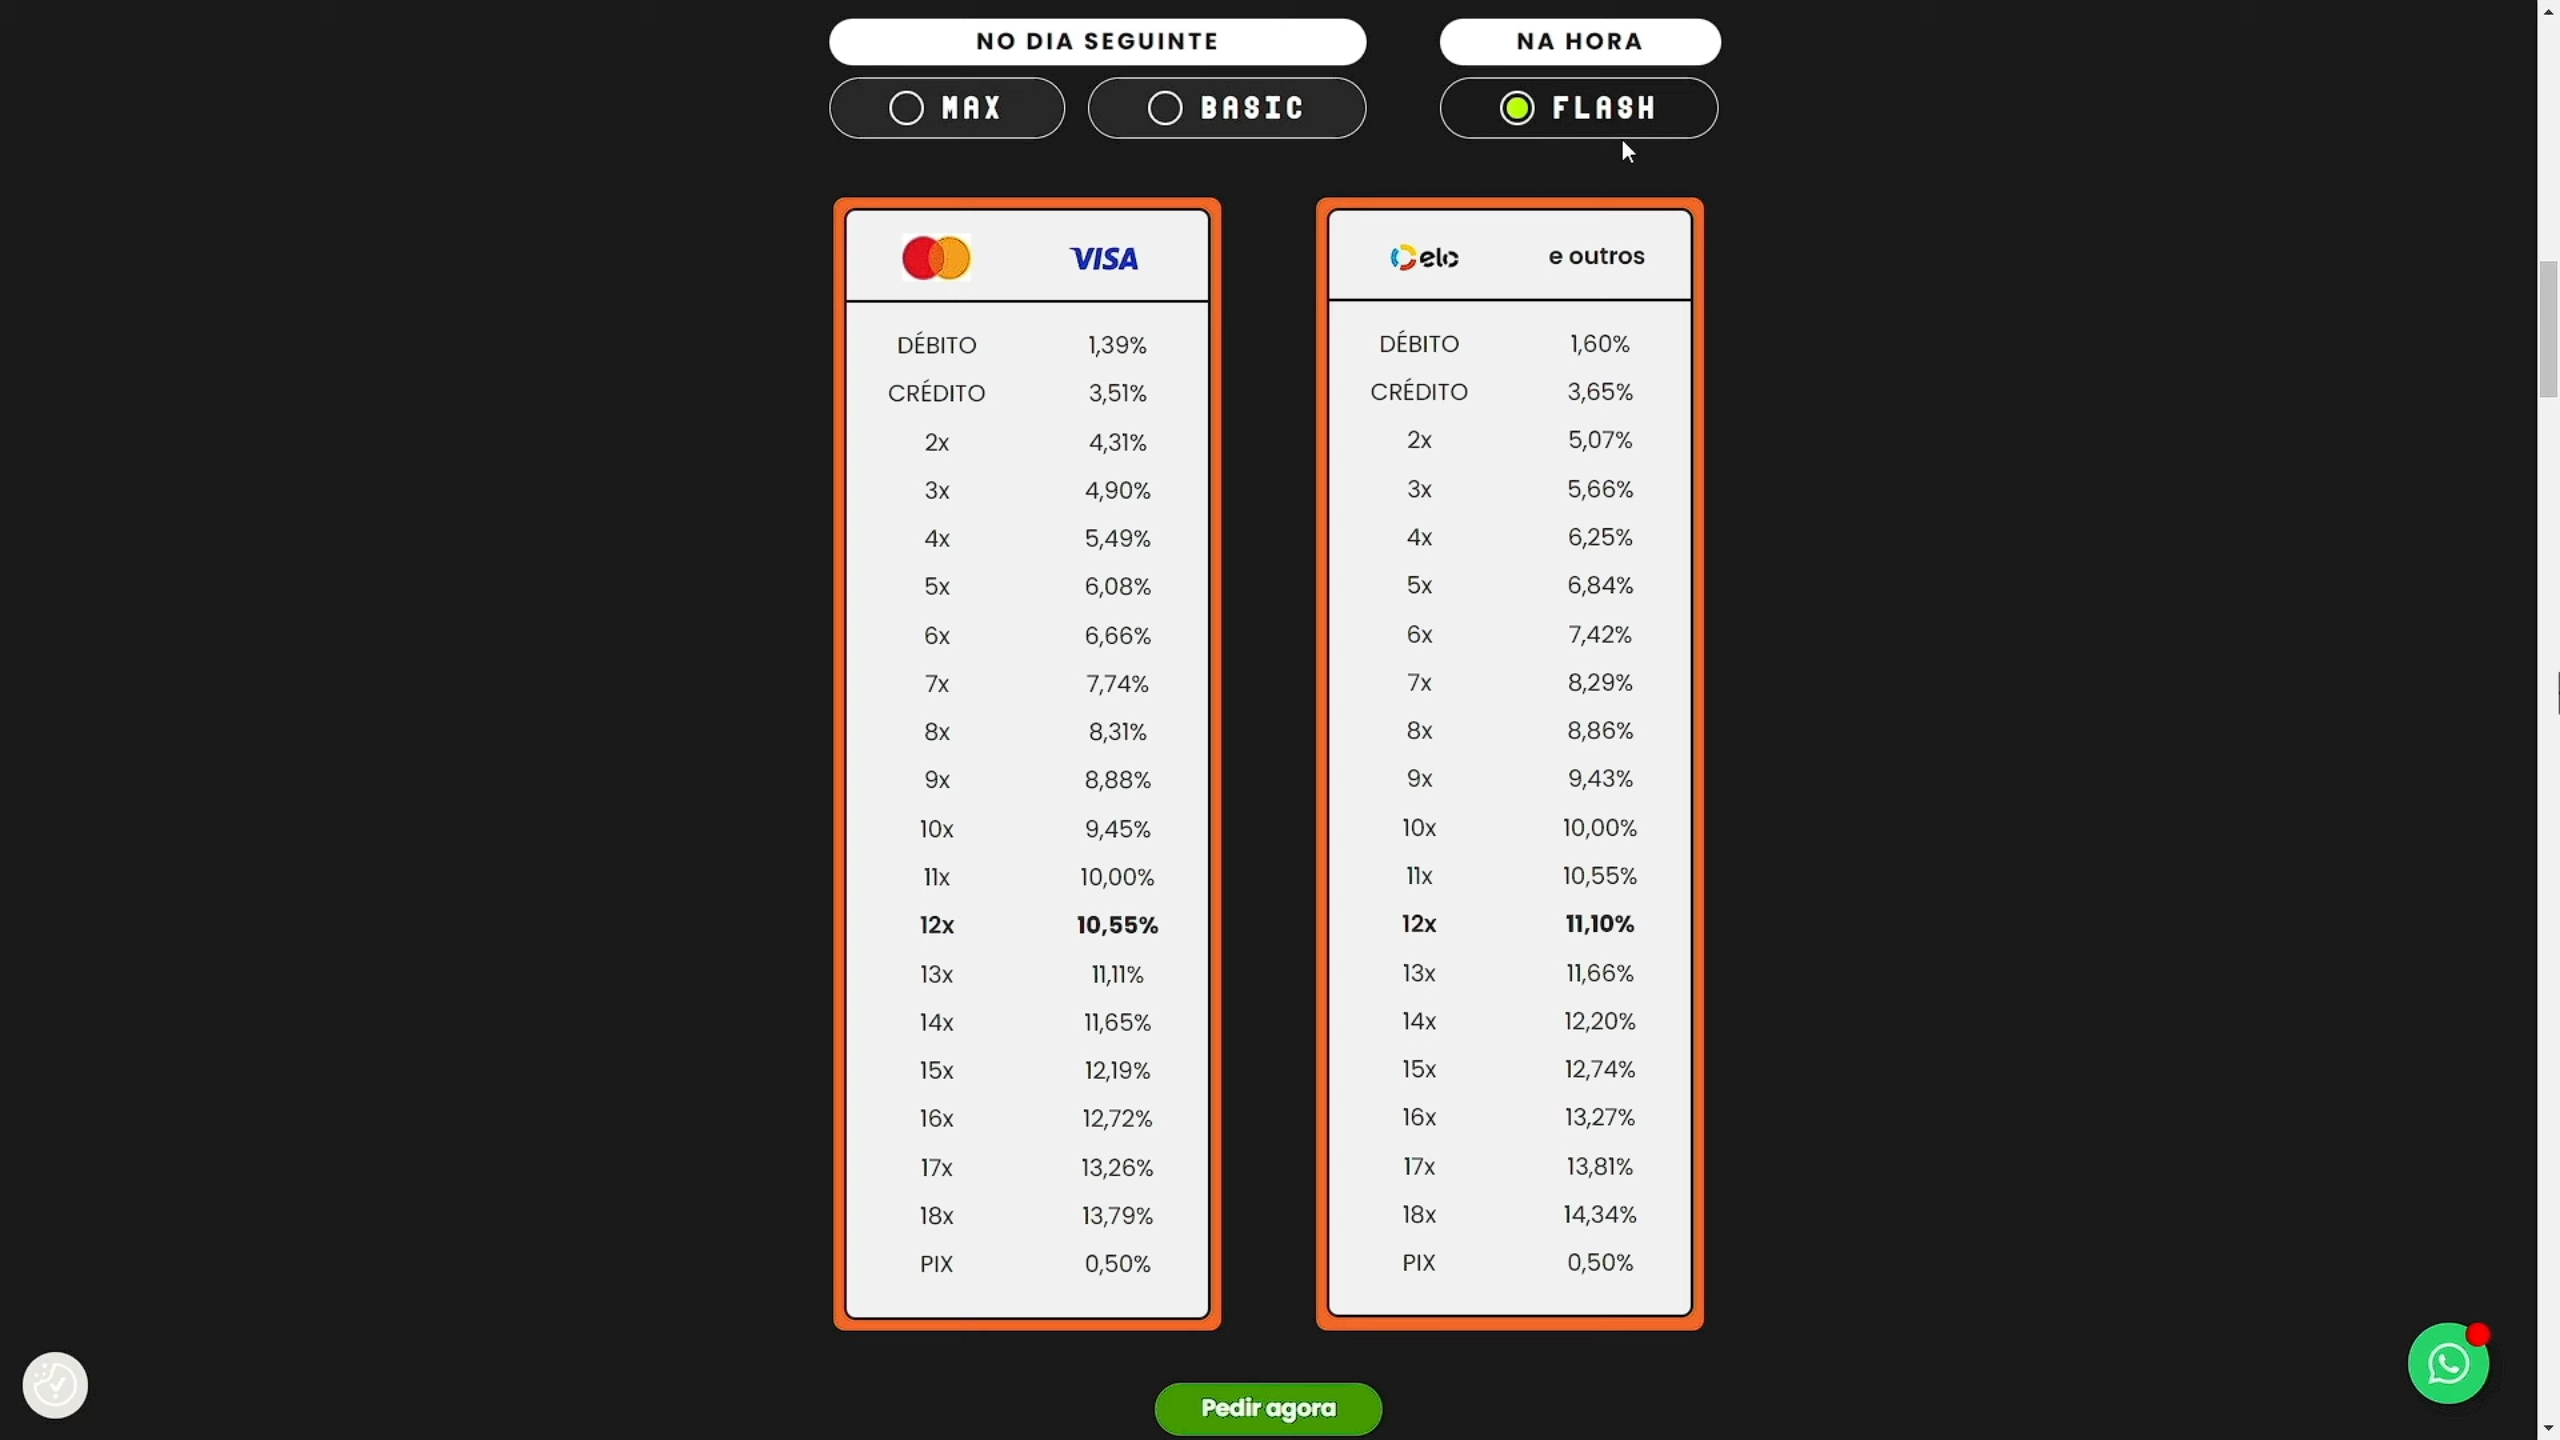 NO DIA SEGUINTE NA HORA
MAX BASIC FLASH
VISA
DÉBITO 1,39%
CRÉDITO 3,51%
2x 4,31%
3x 4,90%
4x 5,49%
5x 6,08%
6x 6,66%
7x 7,74%
8x 8,31%
9x 8,88%
10x 9,45%
11x 10,00%
12x 10,55%
13x 11,11%
14x 11,65%
15x 12,19%
16x 12,72%
17x 13,26%
18x 13,79%
PIX 0,50%
elo e outros
DÉBITO 1,60%
CRÉDITO 3,65%
2x 5,07%
3x 5,66%
4x 6,25%
5x 6,84%
6x 7,42%
7x 8,29%
8x 8,86%
9x 9,43%
10x 10,00%
11x 10,55%
12x 11,10%
13x 11,66%
14x 12,20%
15x 12,74%
16x 13,27%
17x 13,81%
18x 14,34%
PIX 0,50%
Pedir agora